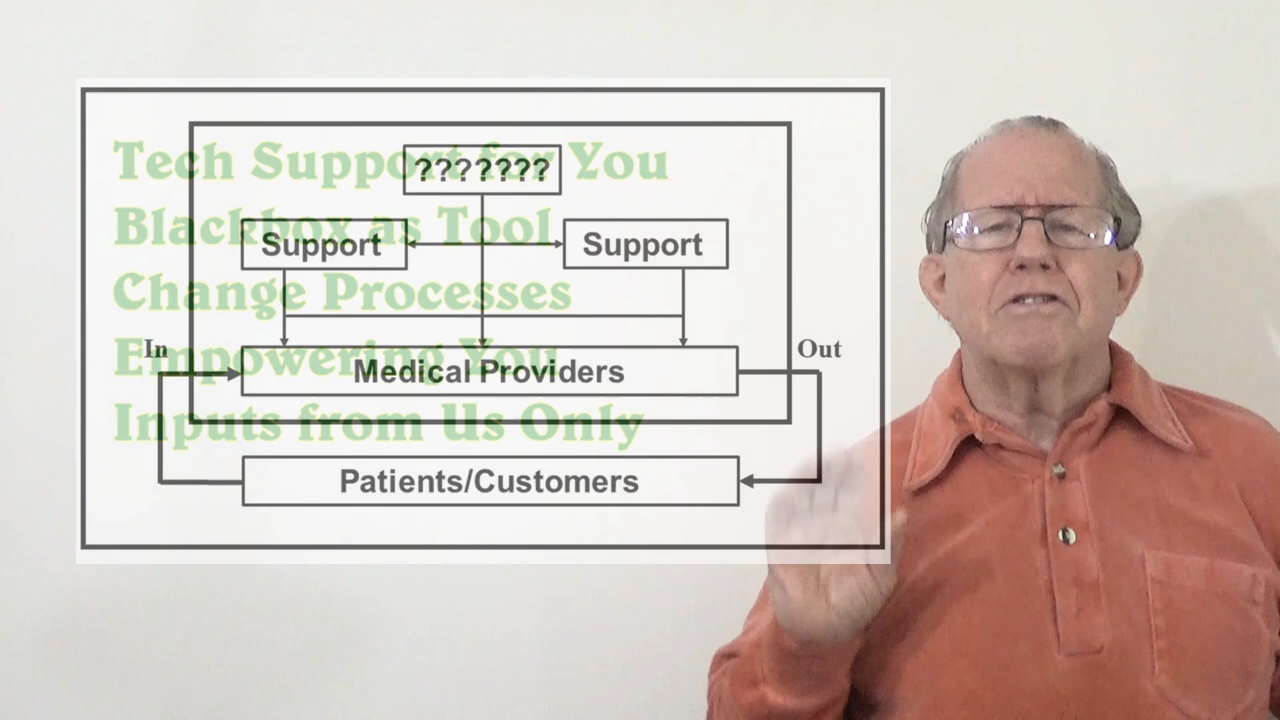 Tech Support for You
???????
Blackbox as Tool
Support
Support
Change Processes
In
Out
Empowering You
Medical Providers
Inputs from Us Only
Patients/Customers